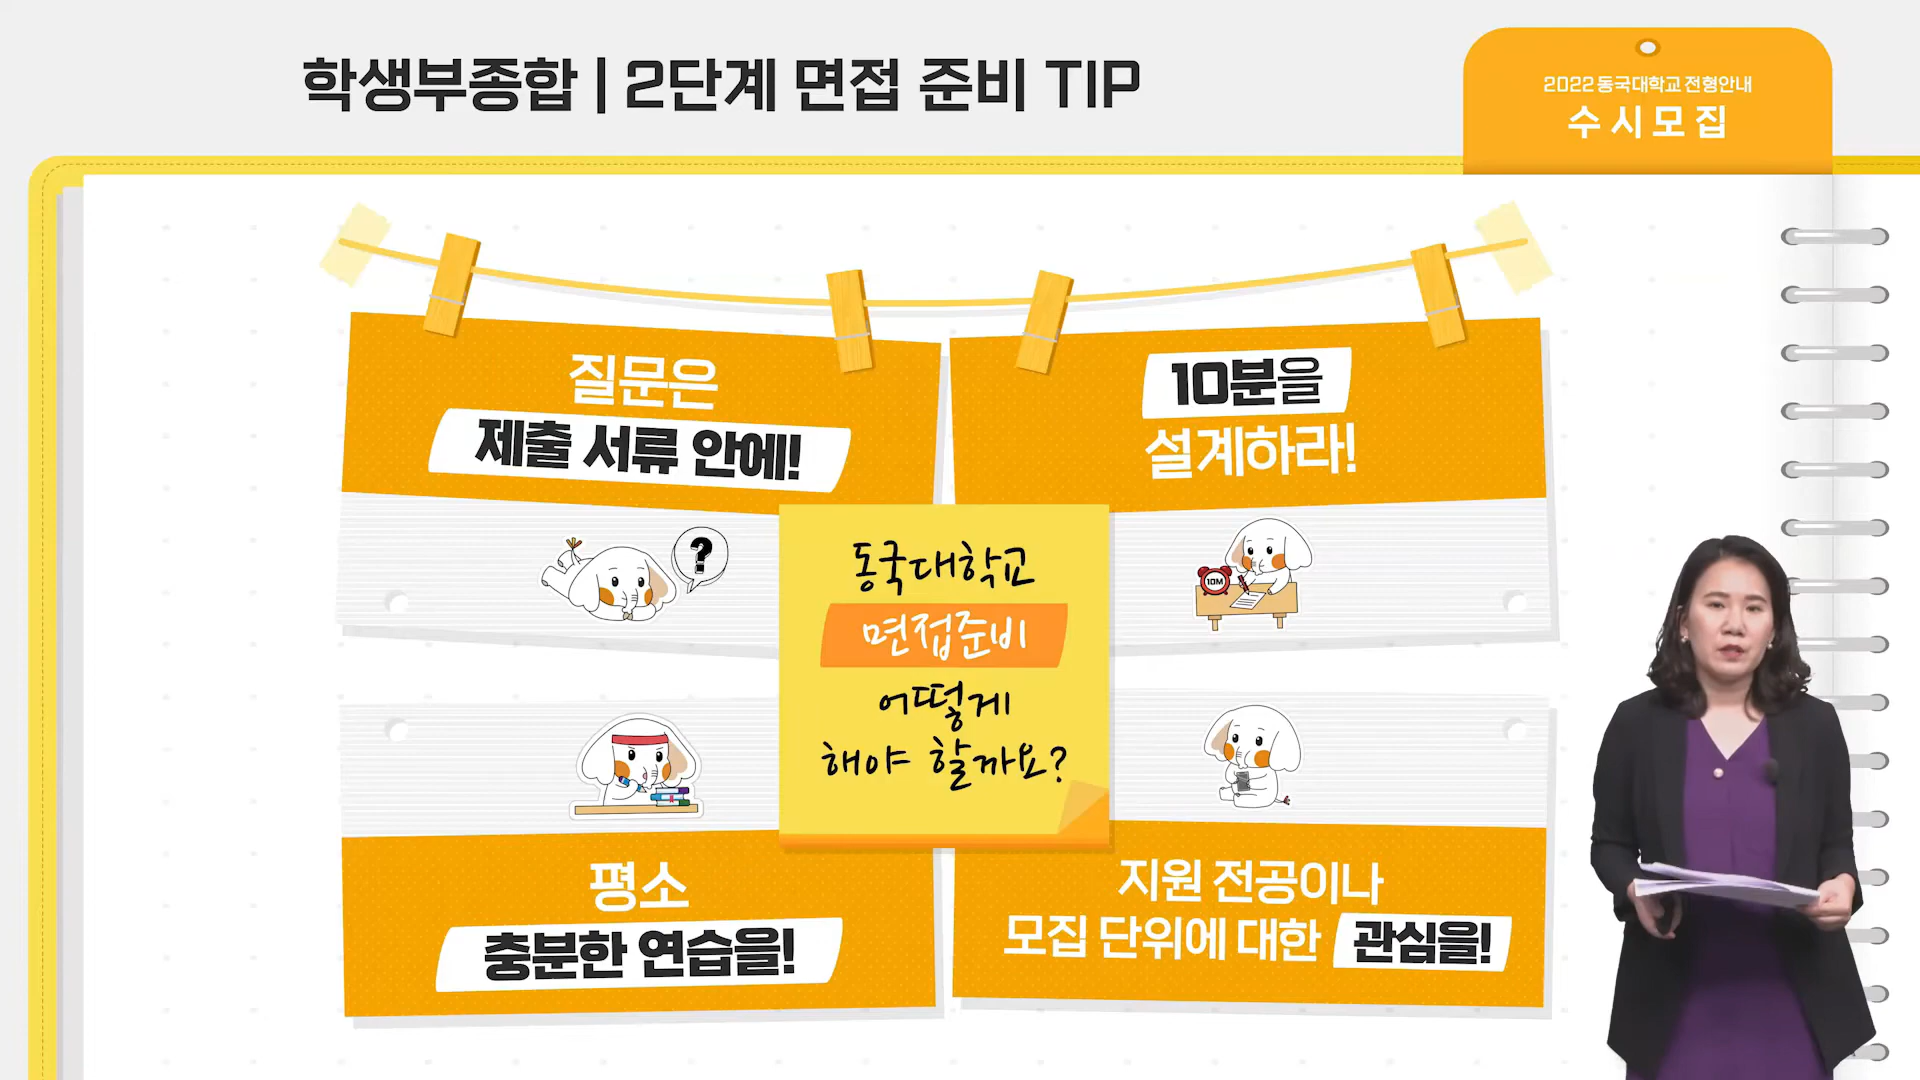 학생부종합 | 2단계 면접 준비 TIP
2022 동국대학교 전형안내
수시모집
질문은
제출 서류 안에!
10분을
설계하라!
?
10M
동국대학교
면접준비
어떻게
해야 할까요?
평소
충분한 연습을!
지원 전공이나
모집 단위에 대한 관심을!